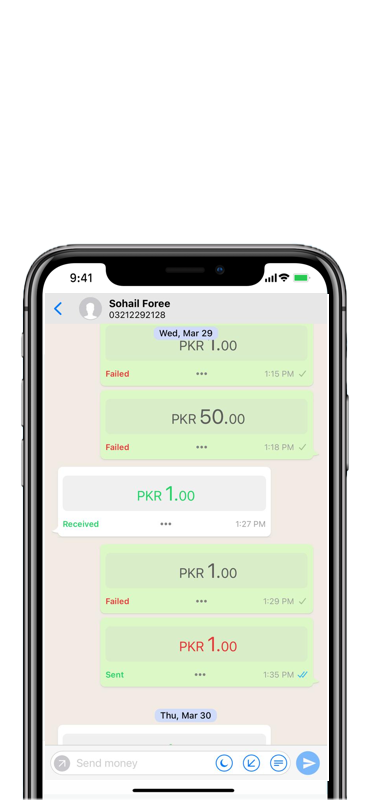 9:41
Sohail Foree
03212292128
Wed, Mar 29
PKR 1.00
Failed 1:15 PM
PKR 50.00
Failed 1:18 PM
PKR 1.00
Received 1:27 PM
PKR 1.00
Failed 1:29 PM
PKR 1.00
Sent 1:35 PM
Thu, Mar 30
Send money